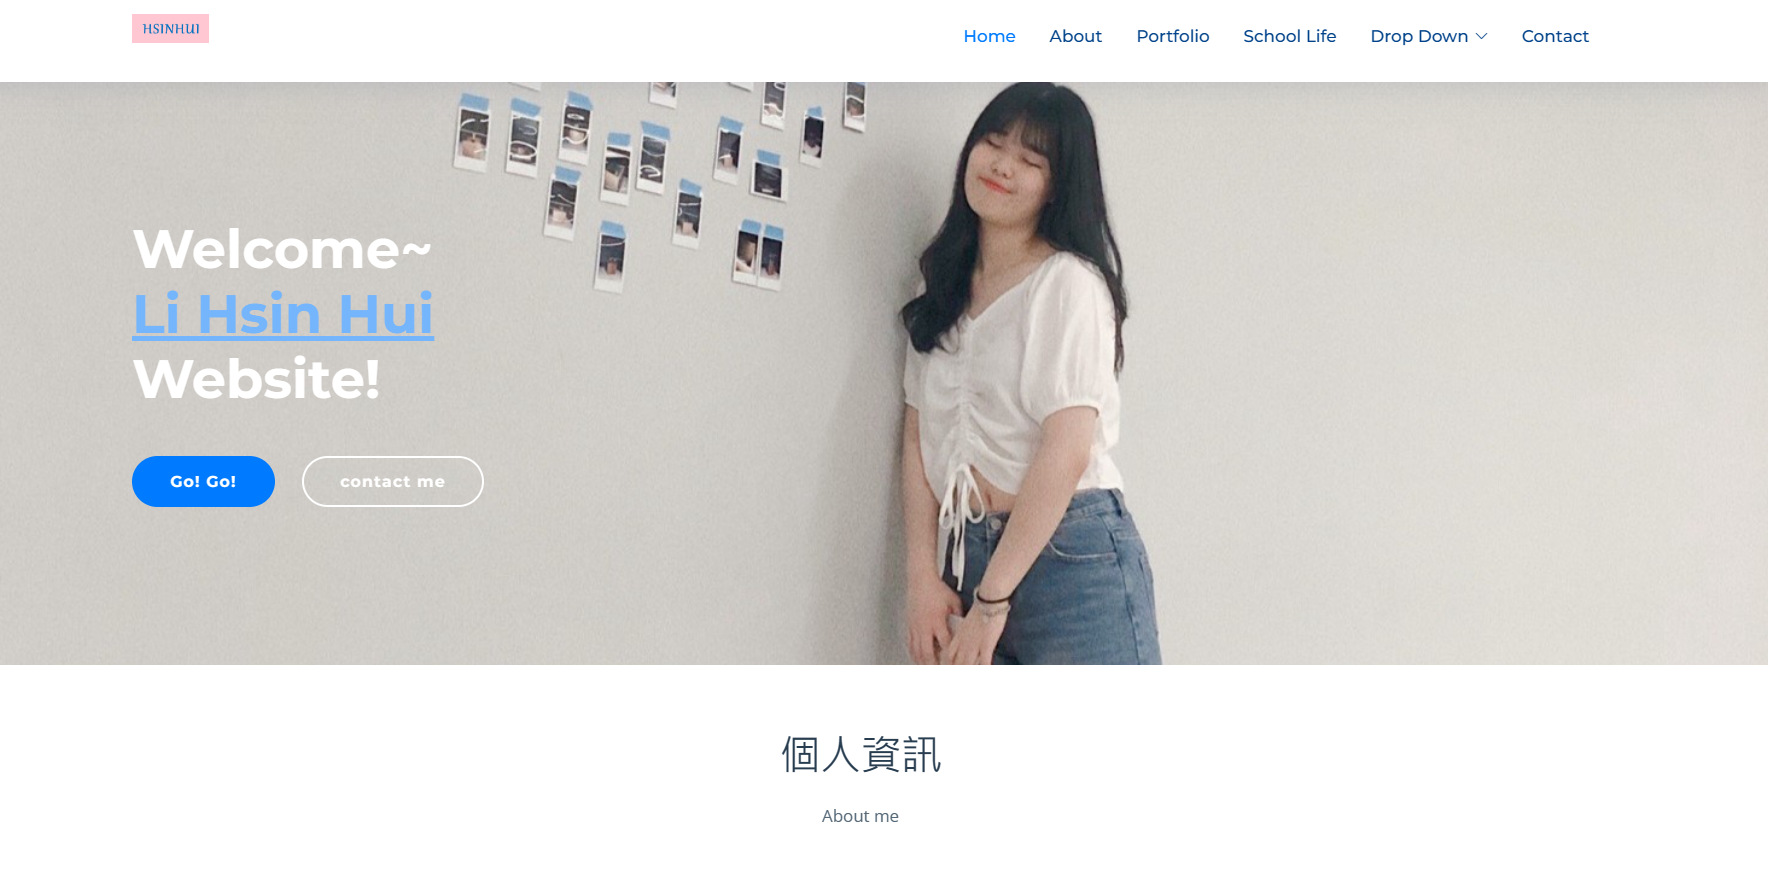 HSINHUI
Home About Portfolio School Life Drop Down Contact
Welcome~
Li Hsin Hui
Website!
Go! Go! contact me
個人資訊
About me